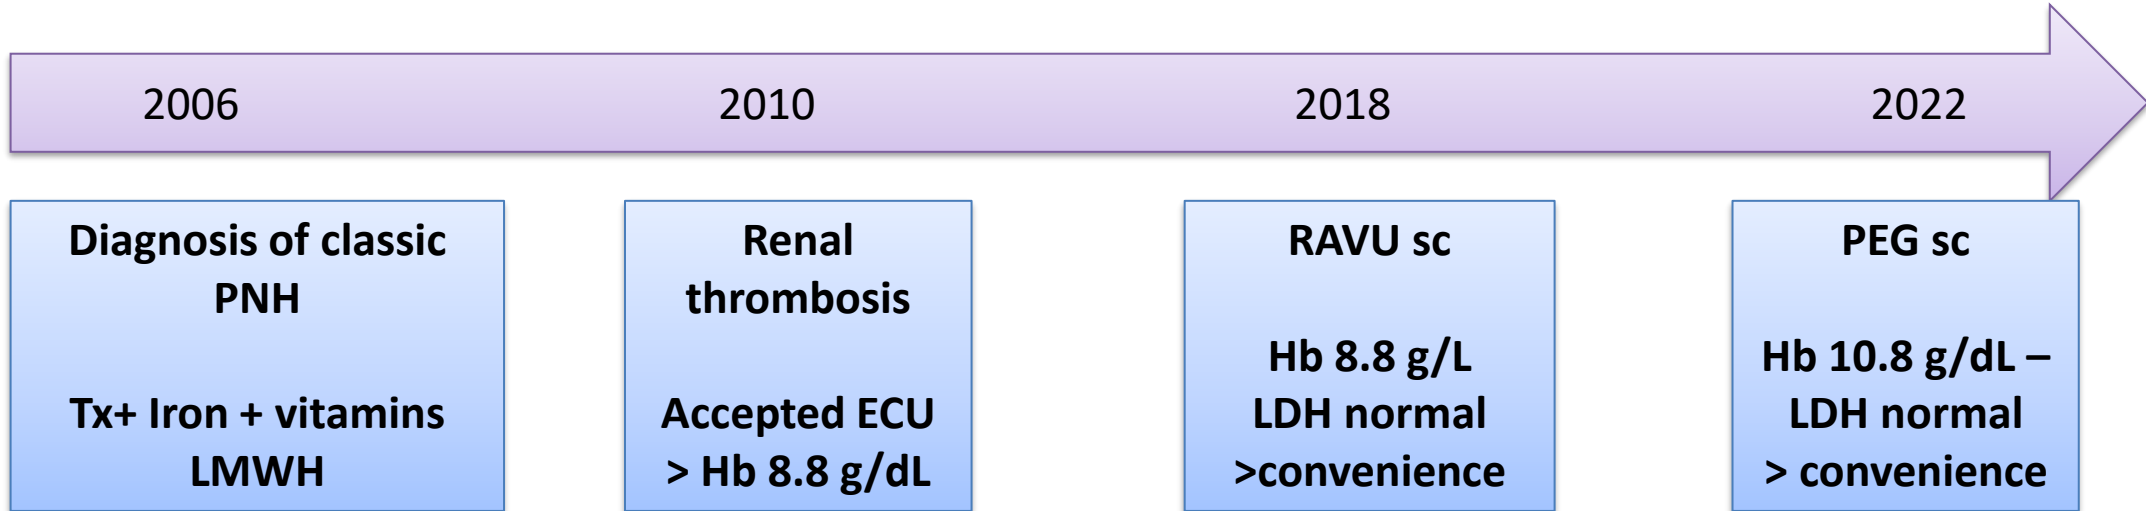 2006
2010
2018
2022
Diagnosis of classic
PNH
Tx+ Iron + vitamins
LMWH
Renal
thrombosis
Accepted ECU
> Hb 8.8 g/dL
RAVU sc
Hb 8.8 g/L
LDH normal
>convenience
PEG sc
Hb 10.8 g/dL –
LDH normal
> convenience